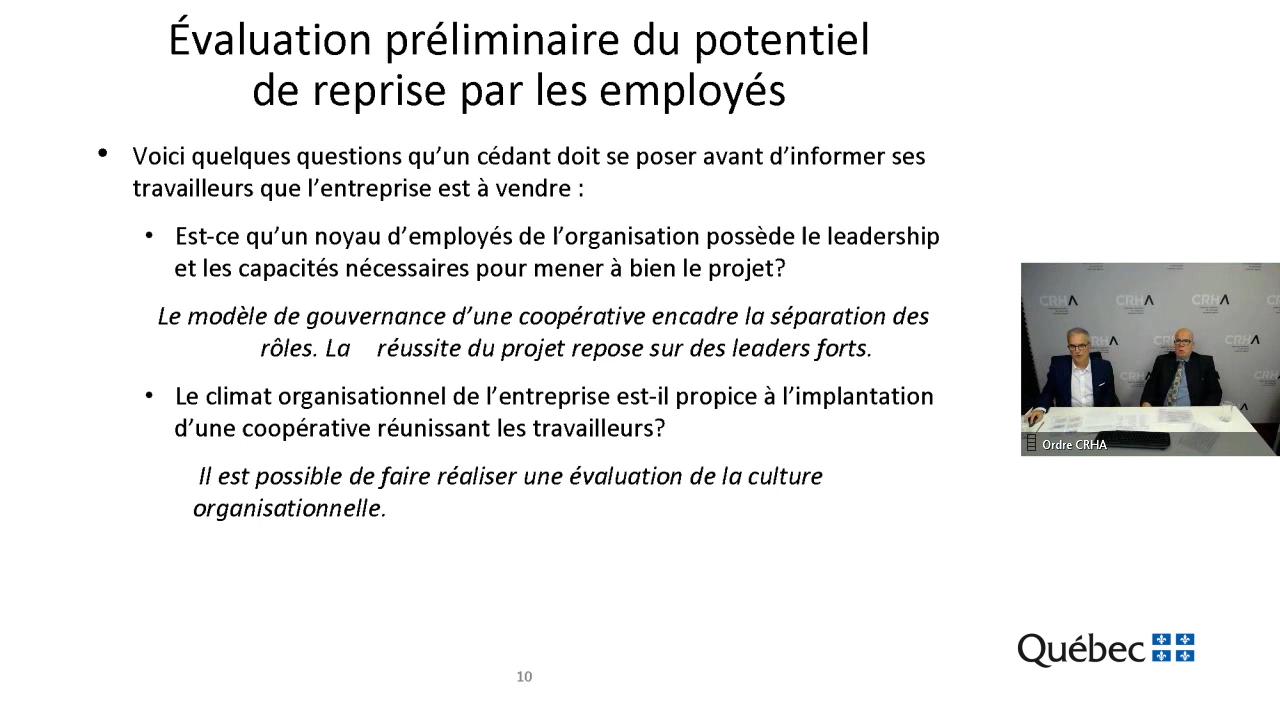 Évaluation préliminaire du potentiel
de reprise par les employés
• Voici quelques questions qu’un cédant doit se poser avant d’informer ses
travailleurs que l’entreprise est à vendre :
• Est-ce qu’un noyau d’employés de l’organisation possède le leadership
et les capacités nécessaires pour mener à bien le projet?
Le modèle de gouvernance d’une coopérative encadre la séparation des
rôles. La réussite du projet repose sur des leaders forts.
• Le climat organisationnel de l’entreprise est-il propice à l’implantation
d’une coopérative réunissant les travailleurs?
Il est possible de faire réaliser une évaluation de la culture
organisationnelle.
CRHA CRHA CRHA CRHA
Ordre CRHA
Québec
10